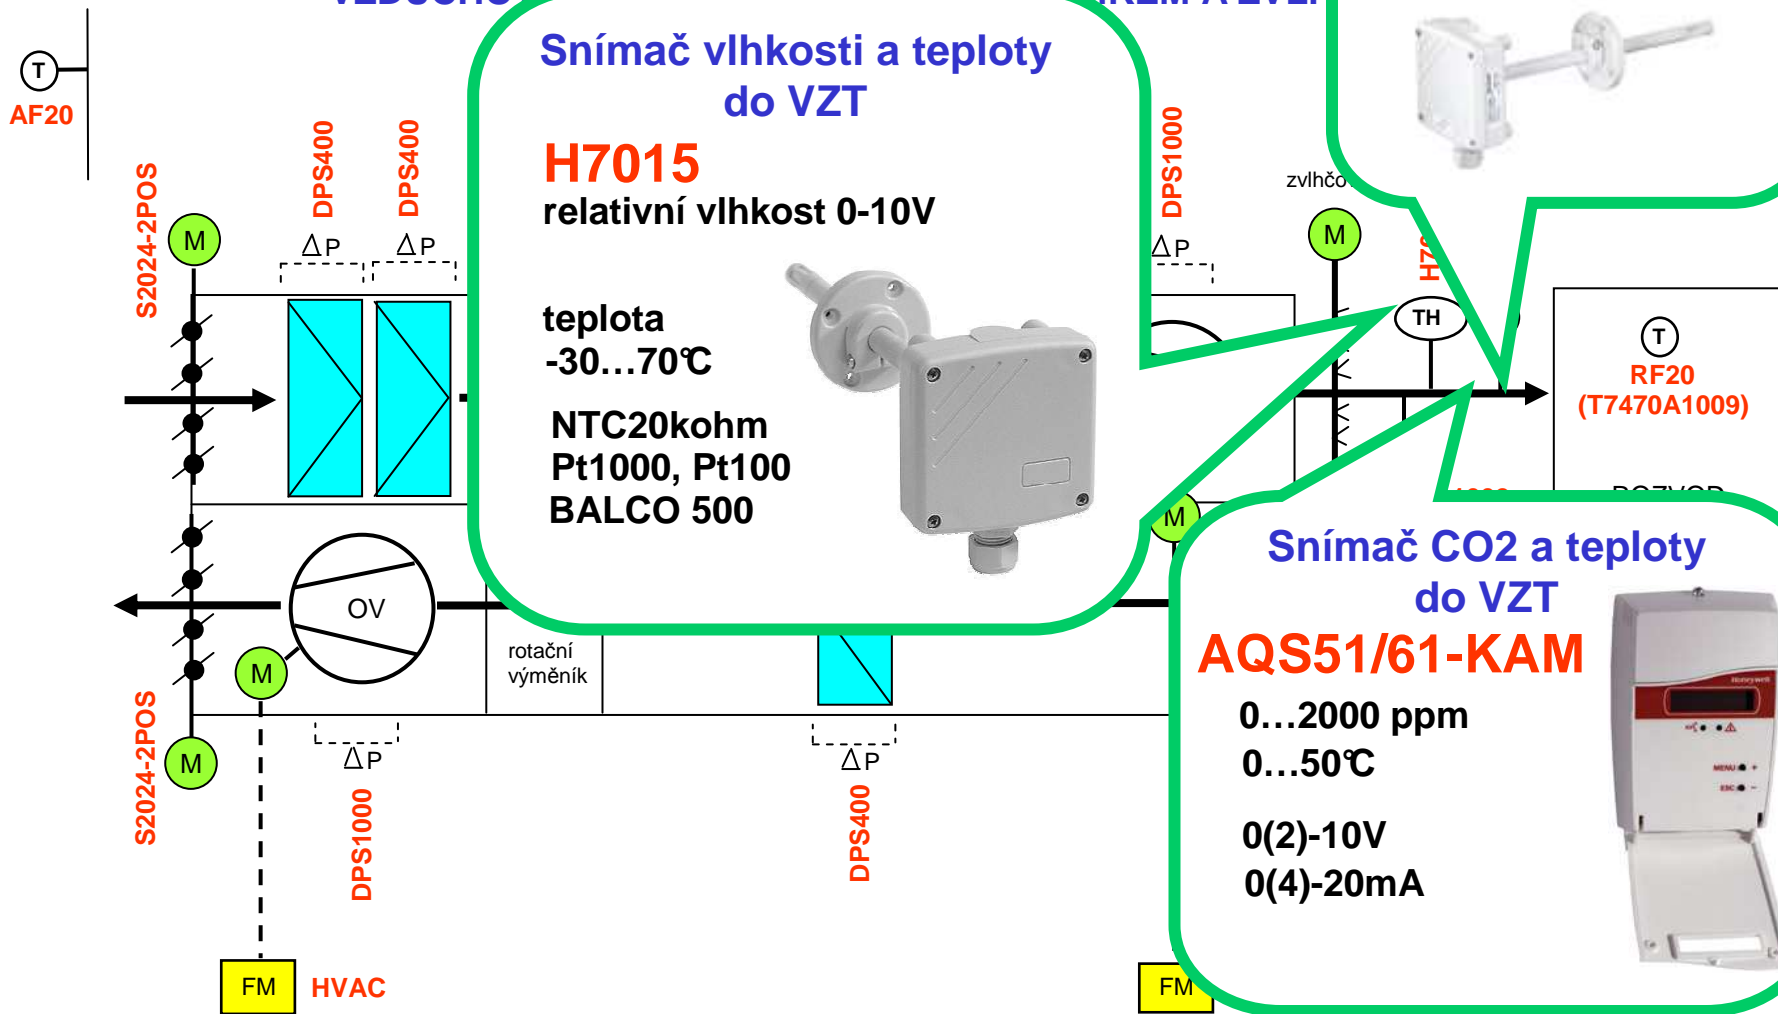 T
AF20
Snímač vlhkosti a teploty
do VZT
H7015
relativní vlhkost 0-10V
teplota
-30...70°C
NTC20kohm
Pt1000, Pt100
BALCO 500
S2024-2POS
M
DPS400
ΔP
DPS400
ΔP
DPS1000
ΔP
M
TH
T
RF20
(T7470A1009)
M
OV
M
rotační
výměník
S2024-2POS
M
ΔP
DPS1000
ΔP
DPS400
FM
HVAC
FM
Snímač CO2 a teploty
do VZT
AQS51/61-KAM
0...2000 ppm
0...50°C
0(2)-10V
0(4)-20mA
Honeywell
MENU +
ESC -